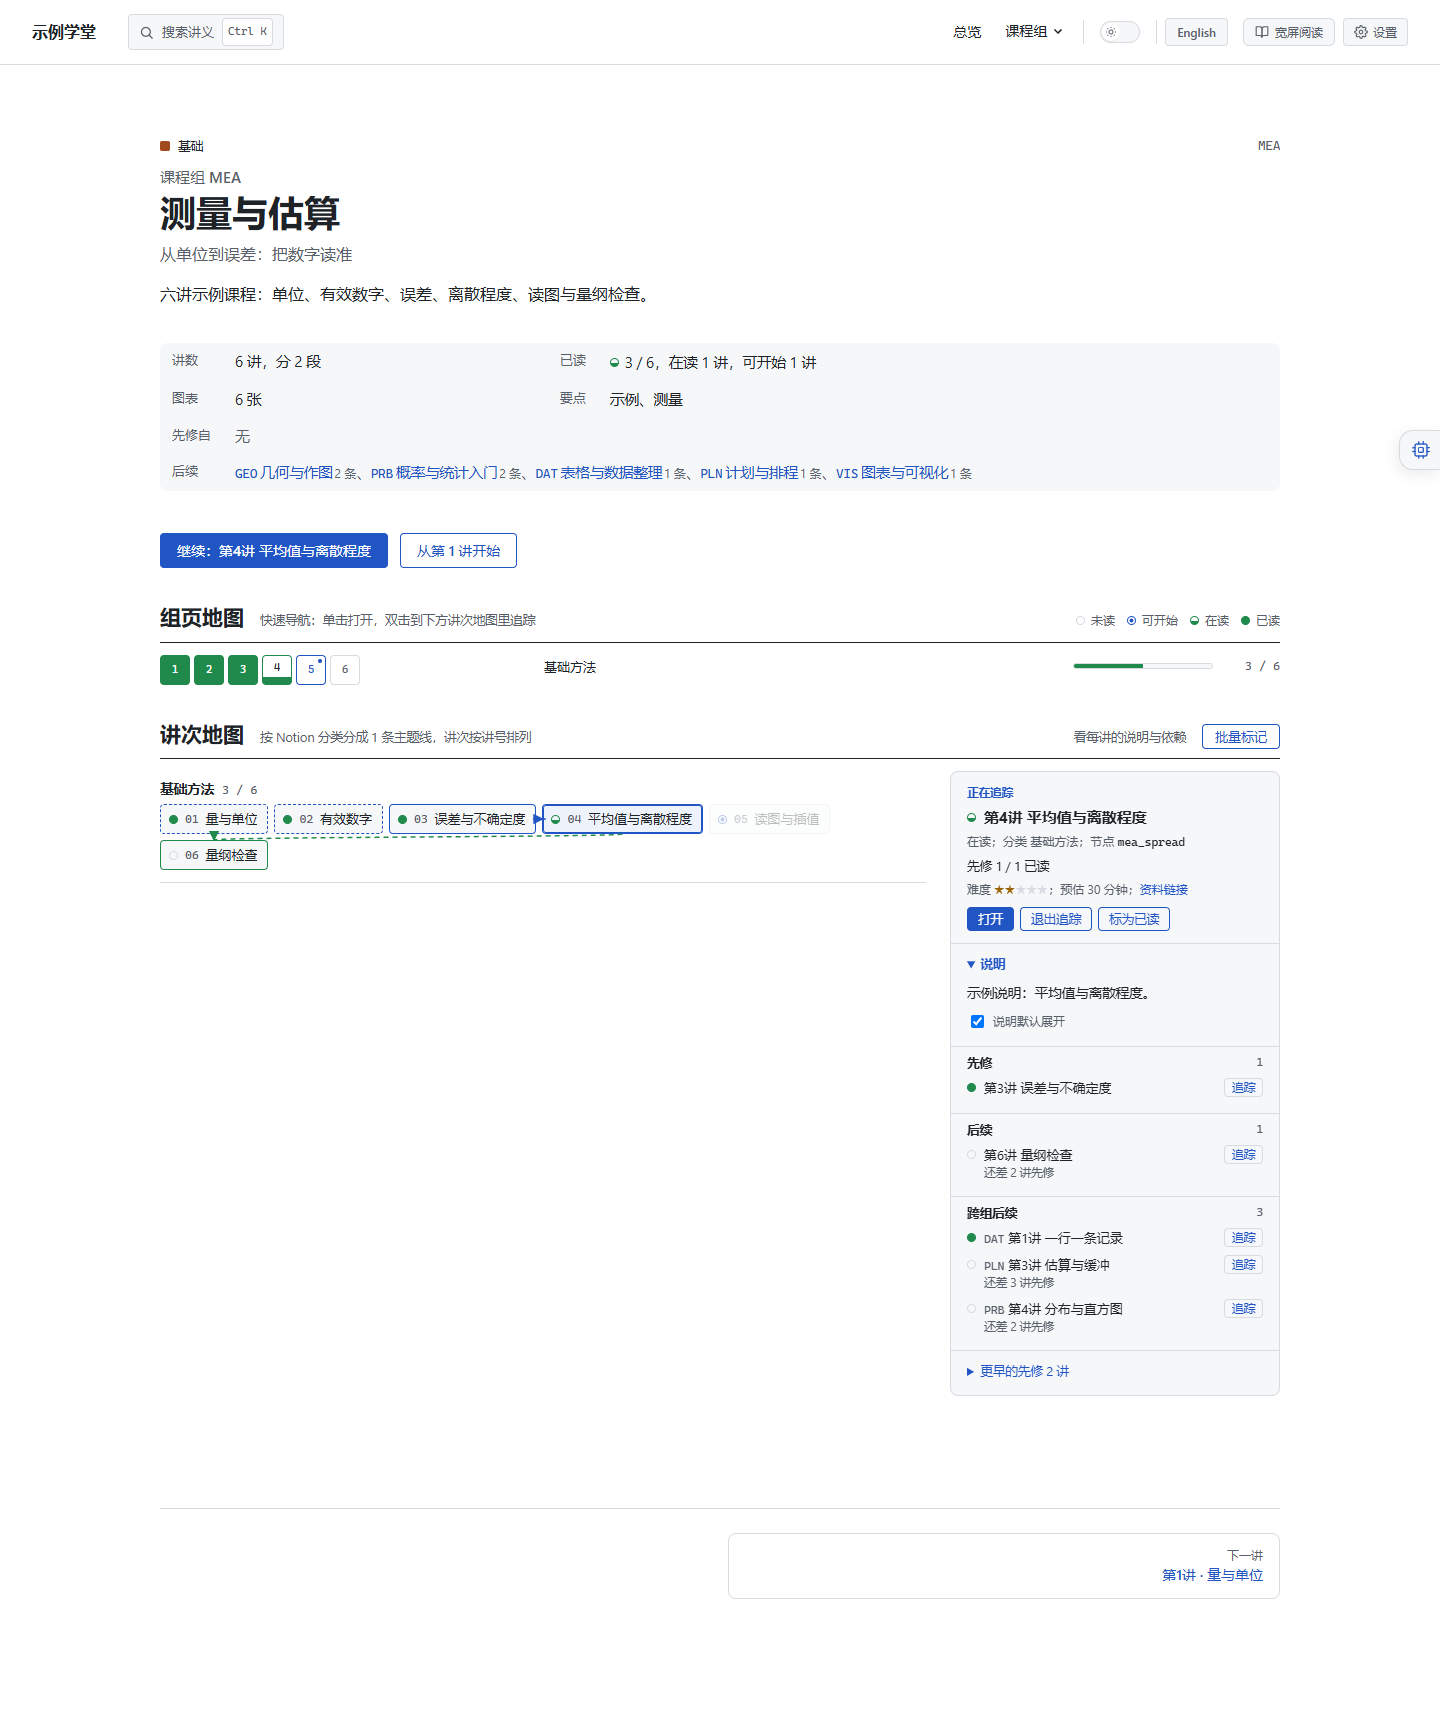 示例学堂
搜索讲义 Ctrl K
总览
课程组
English
宽屏阅读
设置
基础
MEA
课程组 MEA
测量与估算
从单位到误差：把数字读准
六讲示例课程：单位、有效数字、误差、离散程度、读图与量纲检查。
讲数 6 讲，分 2 段
已读 3 / 6，在读 1 讲，可开始 1 讲
图表 6 张
要点 示例、测量
先修自 无
后续 GEO 几何与作图 2 条、PRB 概率与统计入门 2 条、DAT 表格与数据整理 1 条、PLN 计划与排程 1 条、VIS 图表与可视化 1 条
继续：第4讲 平均值与离散程度
从第 1 讲开始
组页地图 快速导航：单击打开，双击到下方讲次地图里追踪
未读 可开始 在读 已读
1 2 3 4 5 6
基础方法
3 / 6
讲次地图 按 Notion 分类分成 1 条主题线，讲次按讲号排列
看每讲的说明与依赖
批量标记
基础方法 3 / 6
01 量与单位
02 有效数字
03 误差与不确定度
04 平均值与离散程度
05 读图与插值
06 量纲检查
正在追踪
第4讲 平均值与离散程度
在读；分类 基础方法；节点 mea_spread
先修 1 / 1 已读
难度 ★★★★★；预估 30 分钟；资料链接
打开
退出追踪
标为已读
▼ 说明
示例说明：平均值与离散程度。
说明默认展开
先修 1
第3讲 误差与不确定度 追踪
后续 1
第6讲 量纲检查 追踪
还差 2 讲先修
跨组后续 3
DAT 第1讲 一行一条记录 追踪
PLN 第3讲 估算与缓冲 追踪
还差 3 讲先修
PRB 第4讲 分布与直方图 追踪
还差 2 讲先修
▶ 更早的先修 2 讲
下一讲
第1讲 · 量与单位